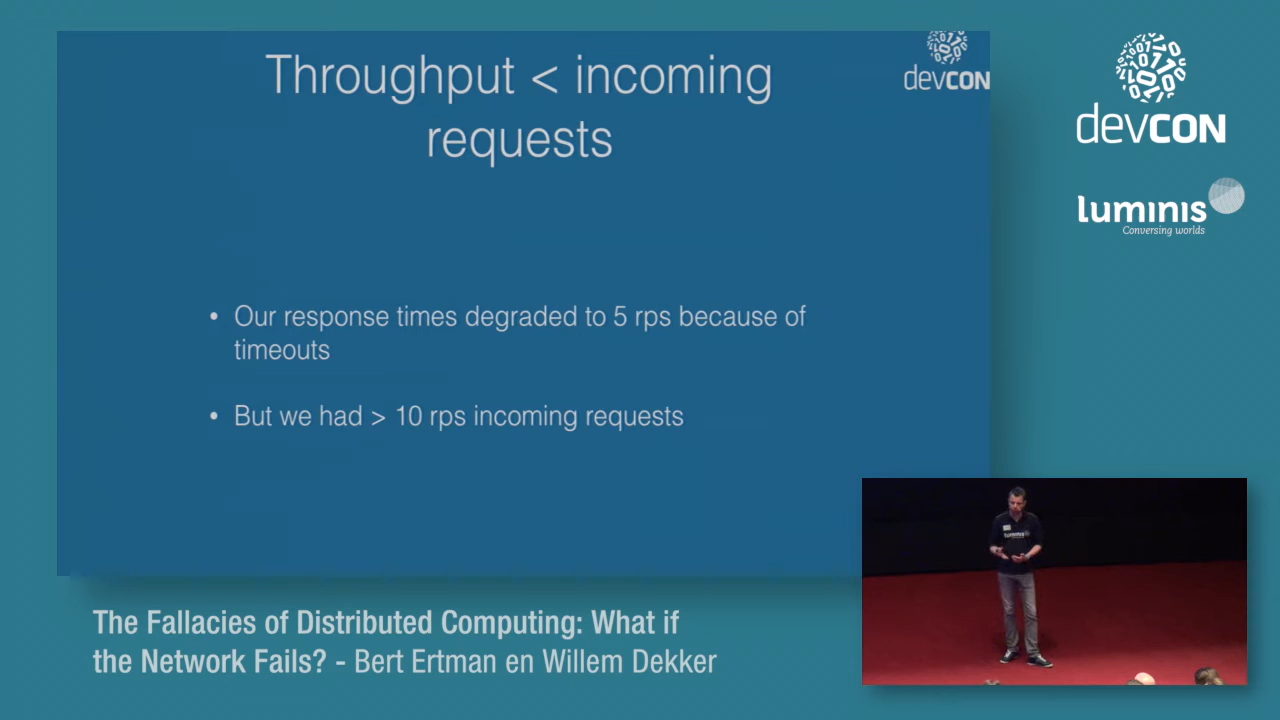 Throughput < incoming
requests
devcon
• Our response times degraded to 5 rps because of
timeouts
• But we had > 10 rps incoming requests
devcon
luminis
Conversing worlds
luminis
The Fallacies of Distributed Computing: What if
the Network Fails? - Bert Ertman en Willem Dekker